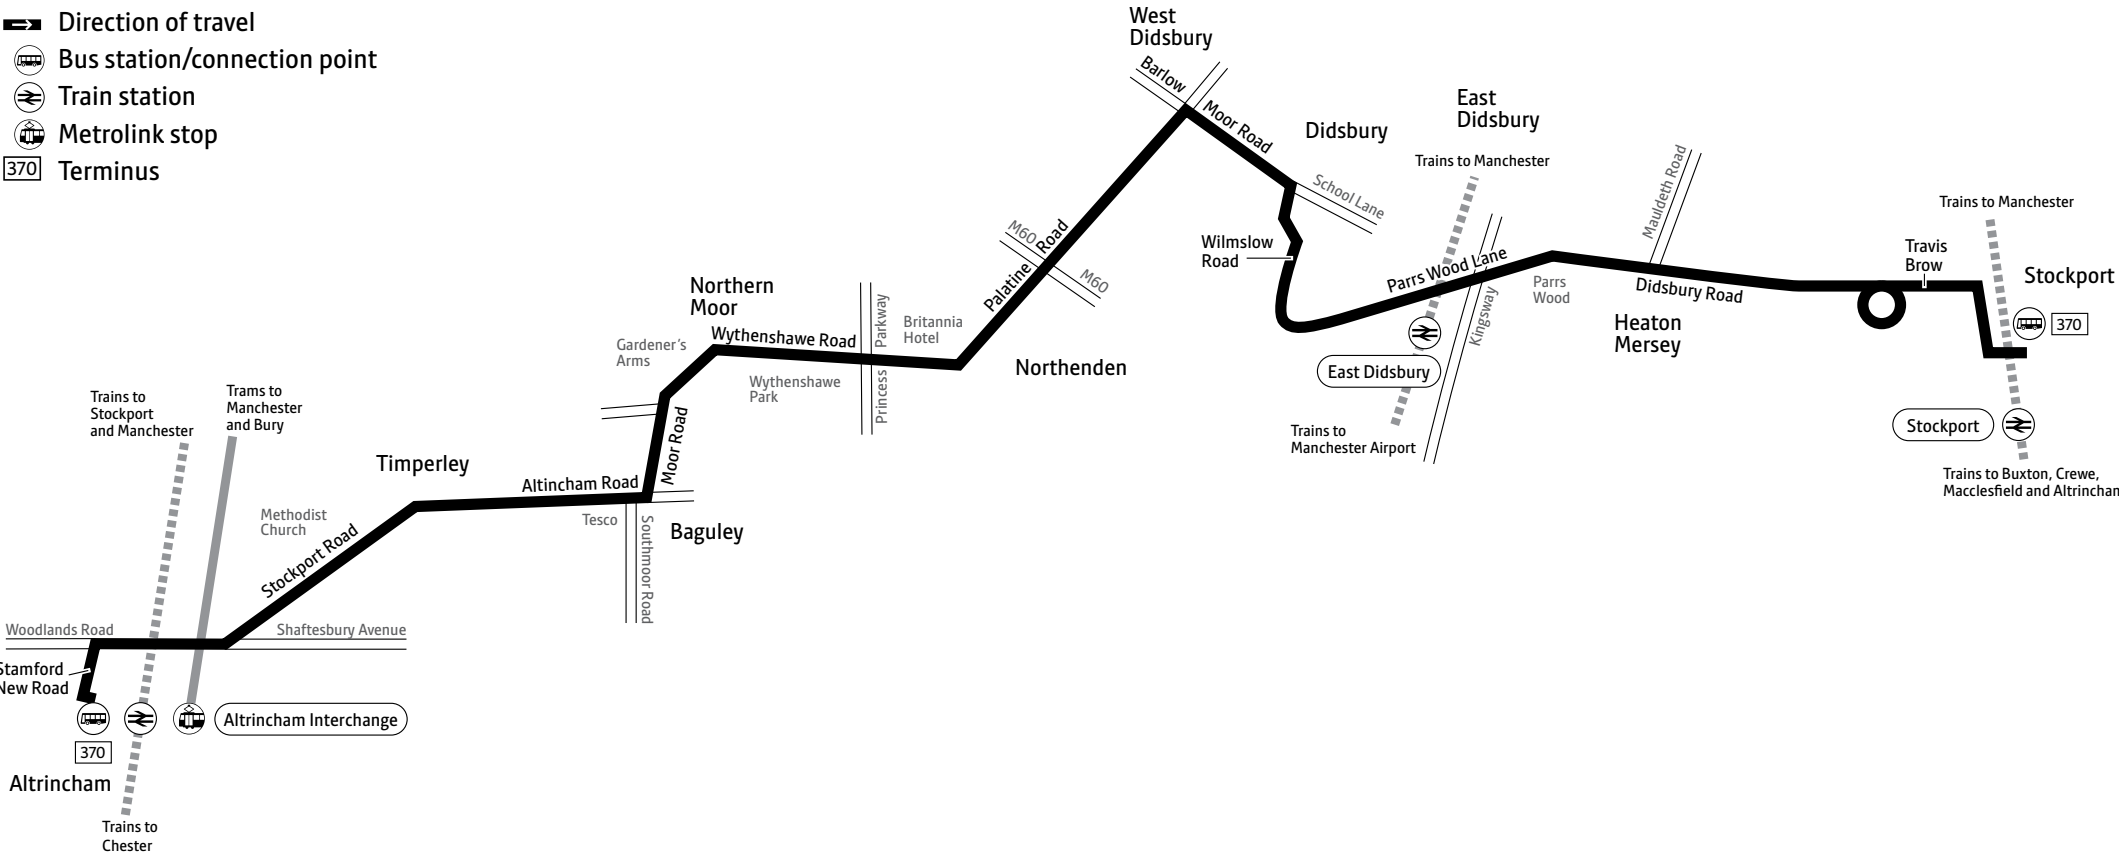 Direction of travel
Bus station/connection point
Train station
Metrolink stop
370 Terminus
West
Didsbury
Barlow
Moor Road
Didsbury
East
Didsbury
Trains to Manchester
School Lane
Mauldeth Road
Trains to Manchester
Wilmslow
Road
Parrs Wood Lane
Parrs
Wood
Kingsway
Didsbury Road
Heaton
Mersey
Travis
Brow
Stockport
370
East Didsbury
Trains to
Manchester Airport
Stockport
Trains to Buxton, Crewe,
Macclesfield and Altrincham
M60
Palatine Road
M60
Northern
Moor
Gardener's
Arms
Wythenshawe Road
Wythenshawe
Park
Princess Parkway
Britannia
Hotel
Northenden
Trains to
Stockport
and Manchester
Trams to
Manchester
and Bury
Timperley
Altincham Road
Moor Road
Tesco
Southmoor Road
Baguley
Methodist
Church
Stockport Road
Woodlands Road
Shaftesbury Avenue
Stamford
New Road
Altrincham Interchange
370
Altrincham
Trains to
Chester